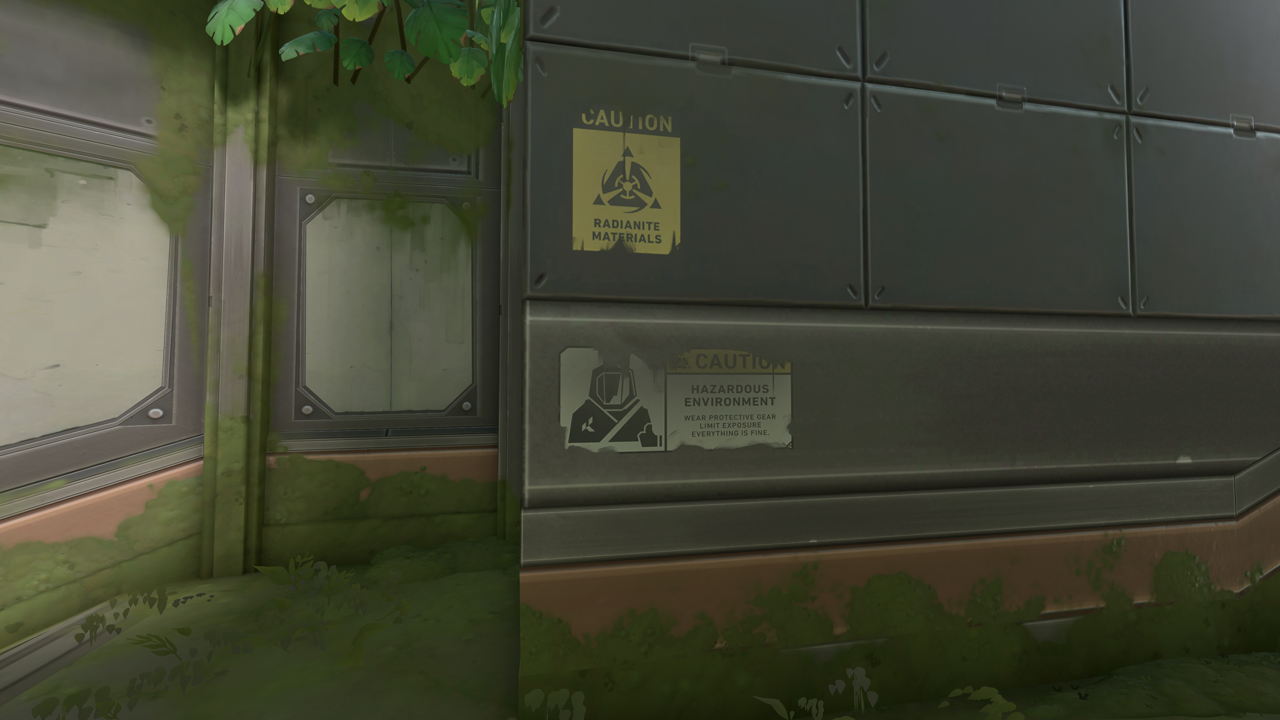 CAUTION
RADIANITE
MATERIALS
CAUTION
HAZARDOUS
ENVIRONMENT
WEAR PROTECTIVE GEAR
LIMIT EXPOSURE
EVERYTHING IS FINE.